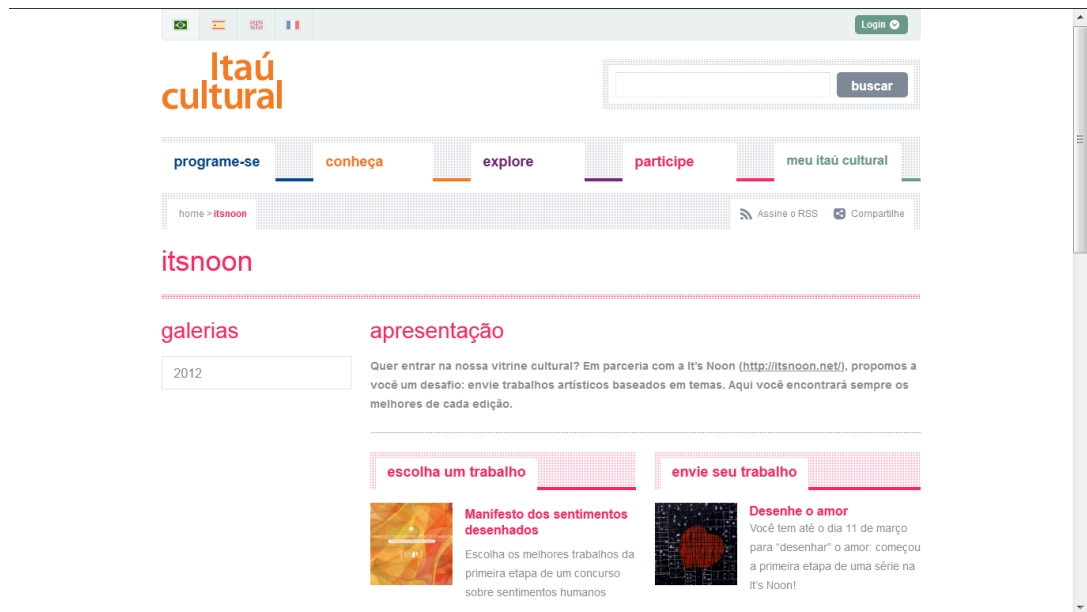 Login
Itaú
cultural
buscar
programe-se
conheça
explore
participe
meu itaú cultural
home > itsnoon
Assine o RSS
Compartilhe
itsnoon
galerias
2012
apresentação
Quer entrar na nossa vitrine cultural? Em parceria com a It's Noon (http://itsnoon.net/), propomos a
você um desafio: envie trabalhos artísticos baseados em temas. Aqui você encontrará sempre os
melhores de cada edição.
escolha um trabalho
Manifesto dos sentimentos
desenhados
Escolha os melhores trabalhos da
primeira etapa de um concurso
sobre sentimentos humanos
envie seu trabalho
Desenhe o amor
Você tem até o dia 11 de março
para "desenhar" o amor: começou
a primeira etapa de uma série na
It's Noon!